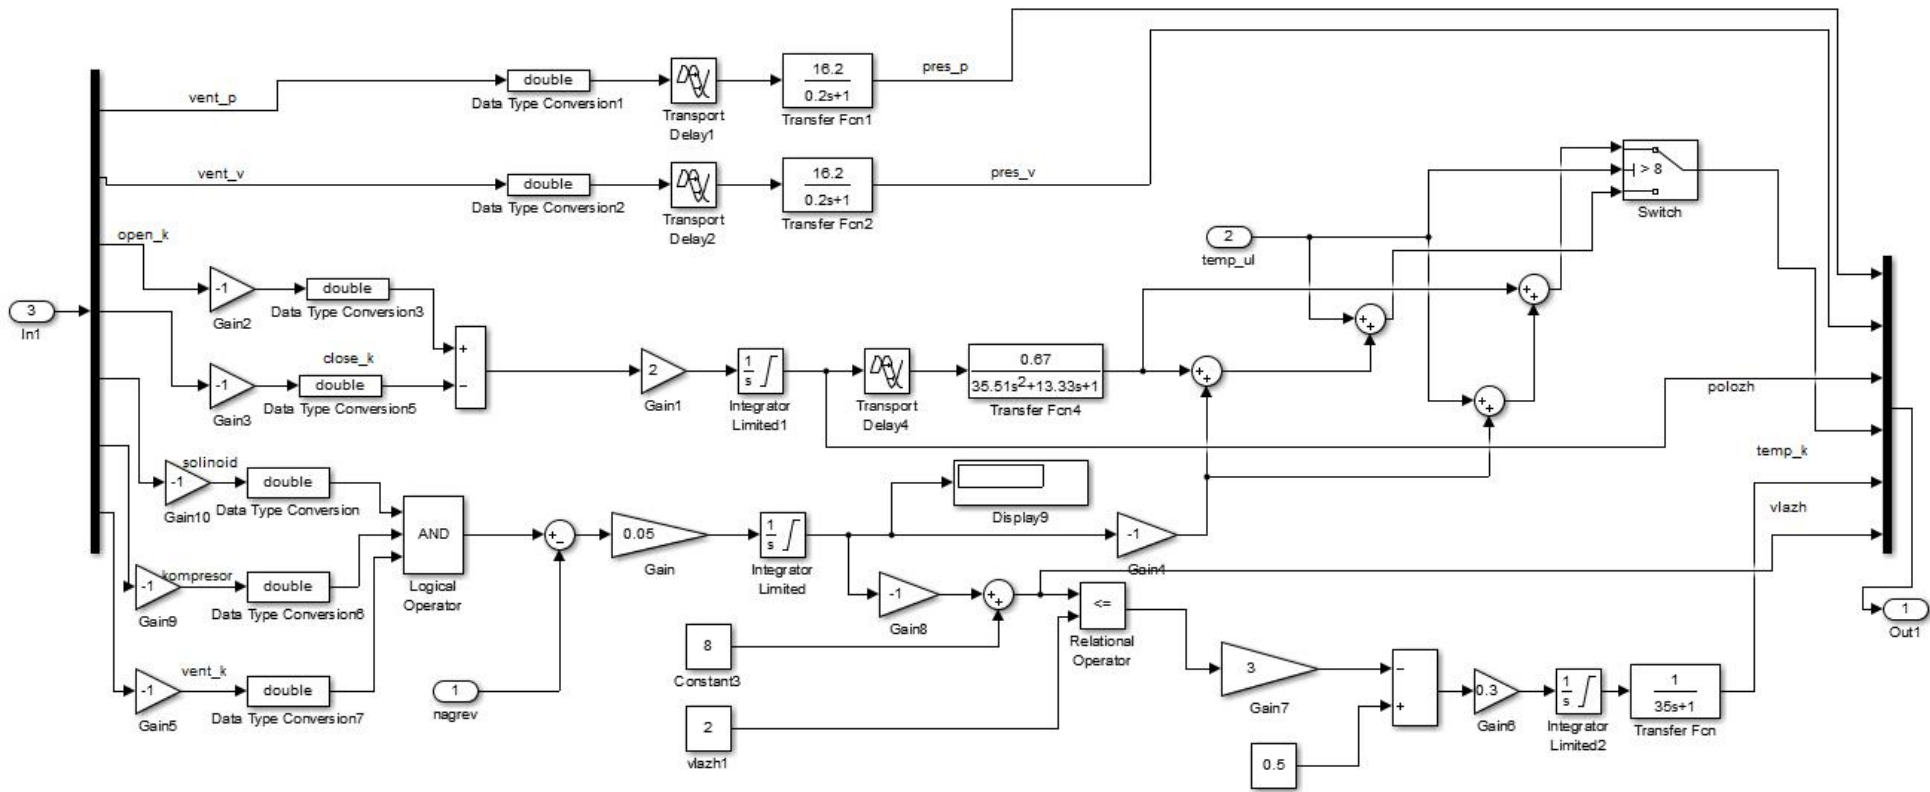 vent_p
double
Data Type Conversion1
Transport
Delay1
16.2
0.2s+1
Transfer Fcn1
pres_p
vent_v
double
Data Type Conversion2
Transport
Delay2
16.2
0.2s+1
Transfer Fcn2
pres_v
> 8
Switch
2
temp_ul
open_k
-1
Gain2
double
Data Type Conversion3
3
In1
+
−
-1
Gain3
close_k
double
Data Type Conversion5
2
Gain1
1
s
Integrator
Limited1
Transport
Delay4
0.67
35.51s²+13.33s+1
Transfer Fcn4
+
+
+
+
+
+
+
+
polozh
temp_k
vlazh
solinoid
-1
Gain10
double
Data Type Conversion
kompresor
-1
Gain9
double
Data Type Conversion6
vent_k
-1
Gain5
double
Data Type Conversion7
AND
Logical
Operator
1
nagrev
+
−
0.05
Gain
1
s
Integrator
Limited
Display9
-1
Gain4
-1
Gain8
+
+
8
Constant3
2
vlazh1
<=
Relational
Operator
3
Gain7
−
+
0.5
0.3
Gain6
1
s
Integrator
Limited2
1
35s+1
Transfer Fcn
1
Out1